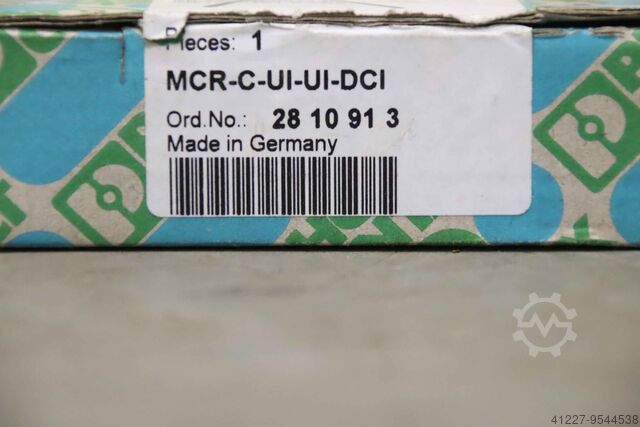 Pieces: 1
MCR-C-UI-UI-DCI
Ord.No.: 28 10 91 3
Made in Germany
41227-9544538